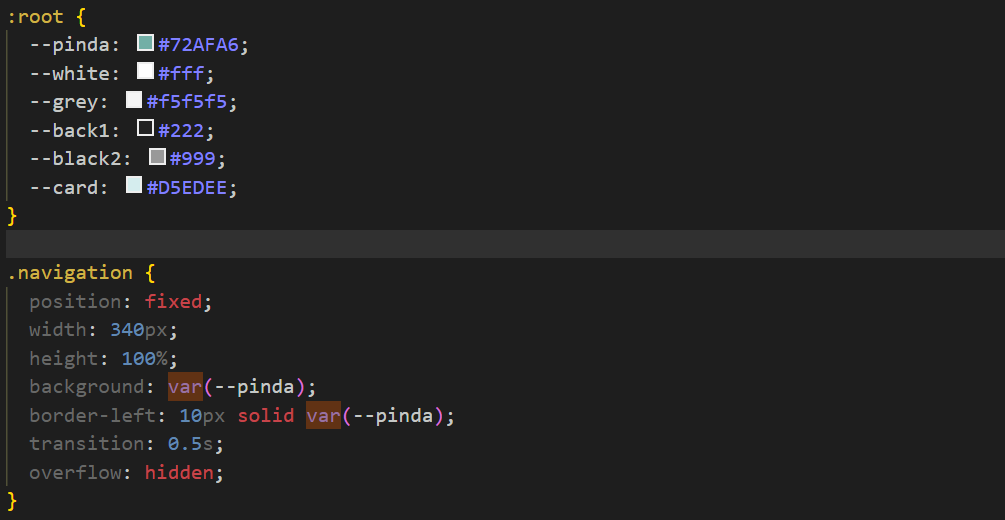 :root {
--pinda: #72AFA6;
--white: #fff;
--grey: #f5f5f5;
--back1: #222;
--black2: #999;
--card: #D5EDEE;
}
.navigation {
position: fixed;
width: 340px;
height: 100%;
background: var(--pinda);
border-left: 10px solid var(--pinda);
transition: 0.5s;
overflow: hidden;
}